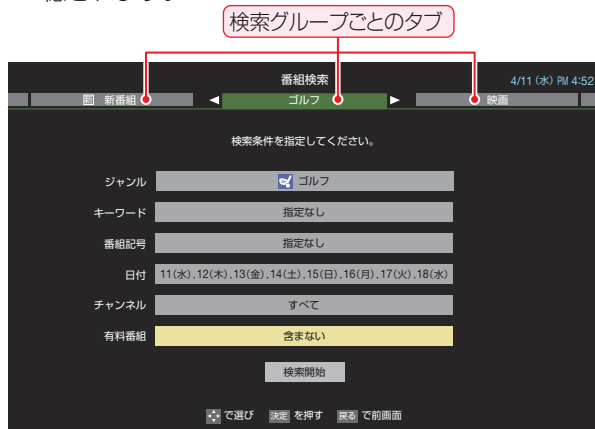 検索グループごとのタブ
番組検索
4/11 (水) PM 4:52
新番組
◀ ゴルフ ▶
映画
検索条件を指定してください。
ジャンル ゴルフ
キーワード 指定なし
番組記号 指定なし
日付 11(水),12(木),13(金),14(土),15(日),16(月),17(火),18(水)
チャンネル すべて
有料番組 含まない
検索開始
で選び 決定 を押す 戻る で前画面